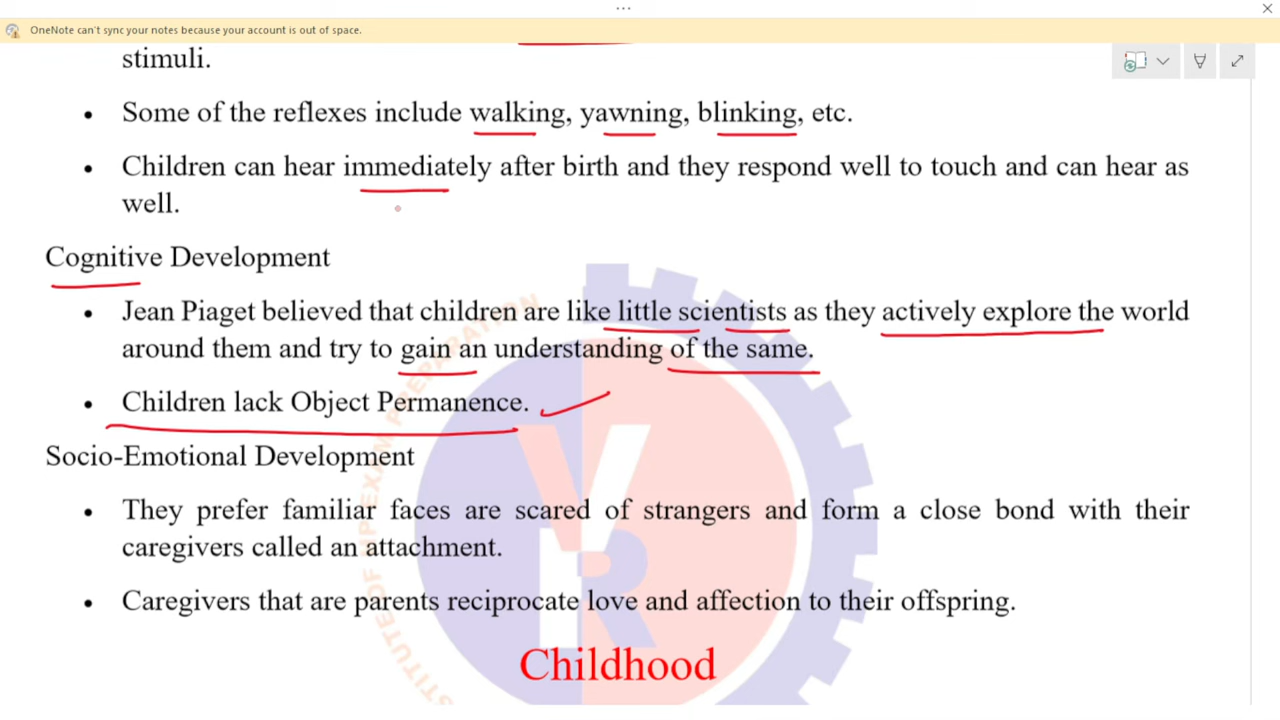 OneNote can't sync your notes because your account is out of space.
stimuli.
• Some of the reflexes include walking, yawning, blinking, etc.
• Children can hear immediately after birth and they respond well to touch and can hear as
well.
Cognitive Development
• Jean Piaget believed that children are like little scientists as they actively explore the world
around them and try to gain an understanding of the same.
• Children lack Object Permanence.
Socio-Emotional Development
• They prefer familiar faces are scared of strangers and form a close bond with their
caregivers called an attachment.
• Caregivers that are parents reciprocate love and affection to their offspring.
Childhood